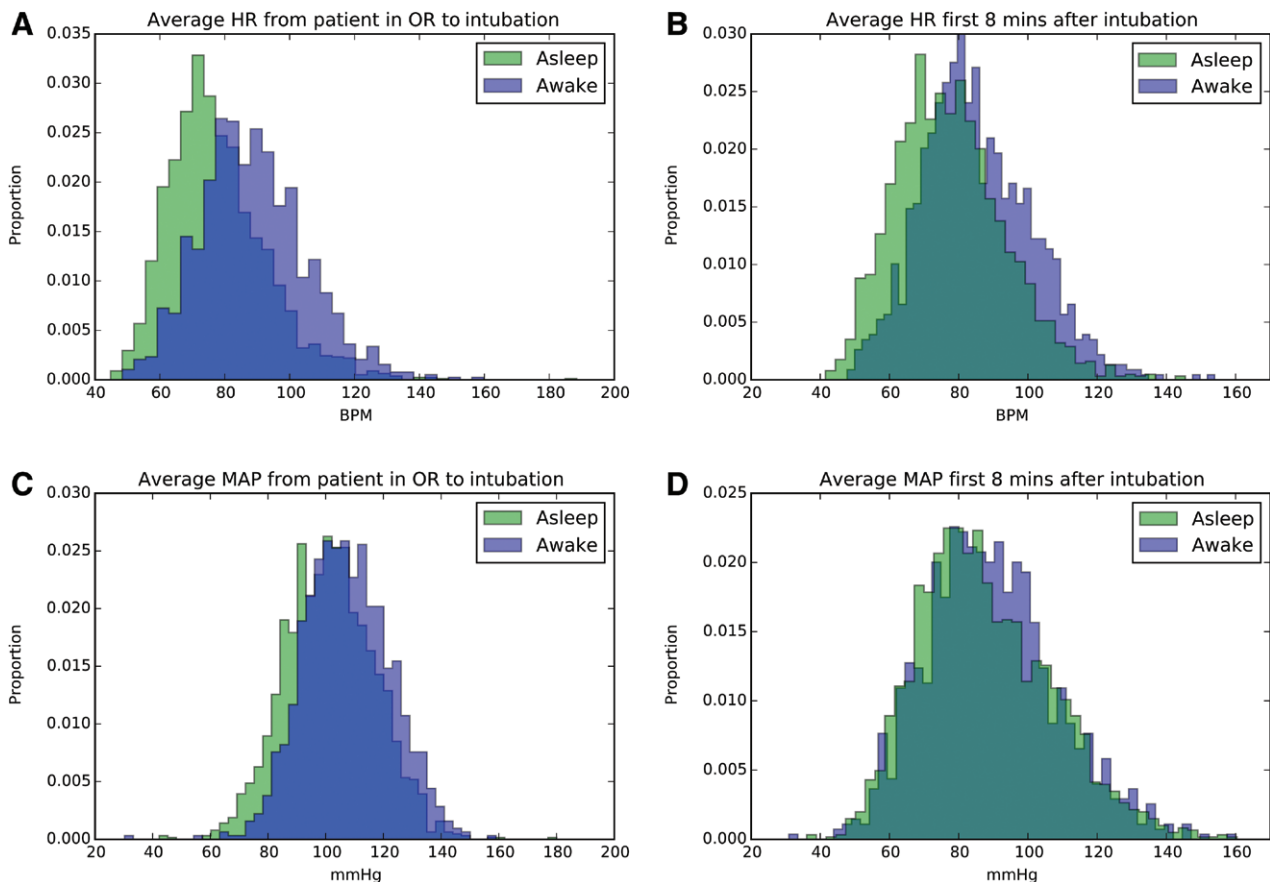 A
Average HR from patient in OR to intubation
0.035
0.030
0.025
0.020
0.015
0.010
0.005
0.000
Proportion
Asleep
Awake
40 60 80 100 120 140 160 180 200
BPM
B
Average HR first 8 mins after intubation
0.030
0.025
0.020
0.015
0.010
0.005
0.000
Proportion
Asleep
Awake
20 40 60 80 100 120 140 160
BPM
C
Average MAP from patient in OR to intubation
0.030
0.025
0.020
0.015
0.010
0.005
0.000
Proportion
Asleep
Awake
20 40 60 80 100 120 140 160 180 200
mmHg
D
Average MAP first 8 mins after intubation
0.025
0.020
0.015
0.010
0.005
0.000
Proportion
Asleep
Awake
20 40 60 80 100 120 140 160
mmHg